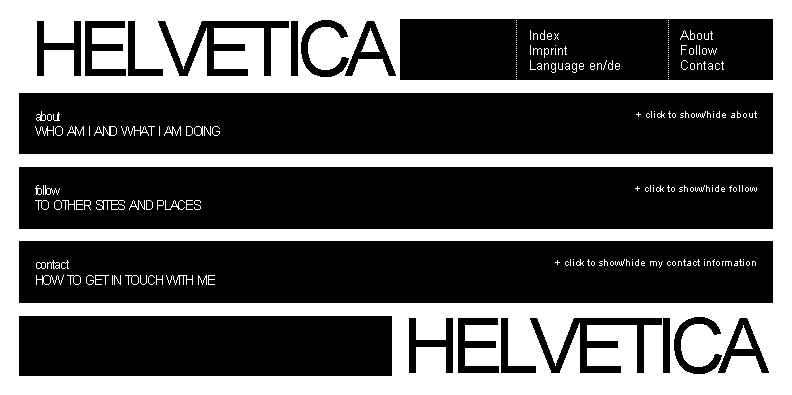 HELVETICA
Index
Imprint
Language en/de
About
Follow
Contact
about
WHO AM I AND WHAT I AM DOING
+ click to show/hide about
follow
TO OTHER SITES AND PLACES
+ click to show/hide follow
contact
HOW TO GET IN TOUCH WITH ME
+ click to show/hide my contact information
HELVETICA